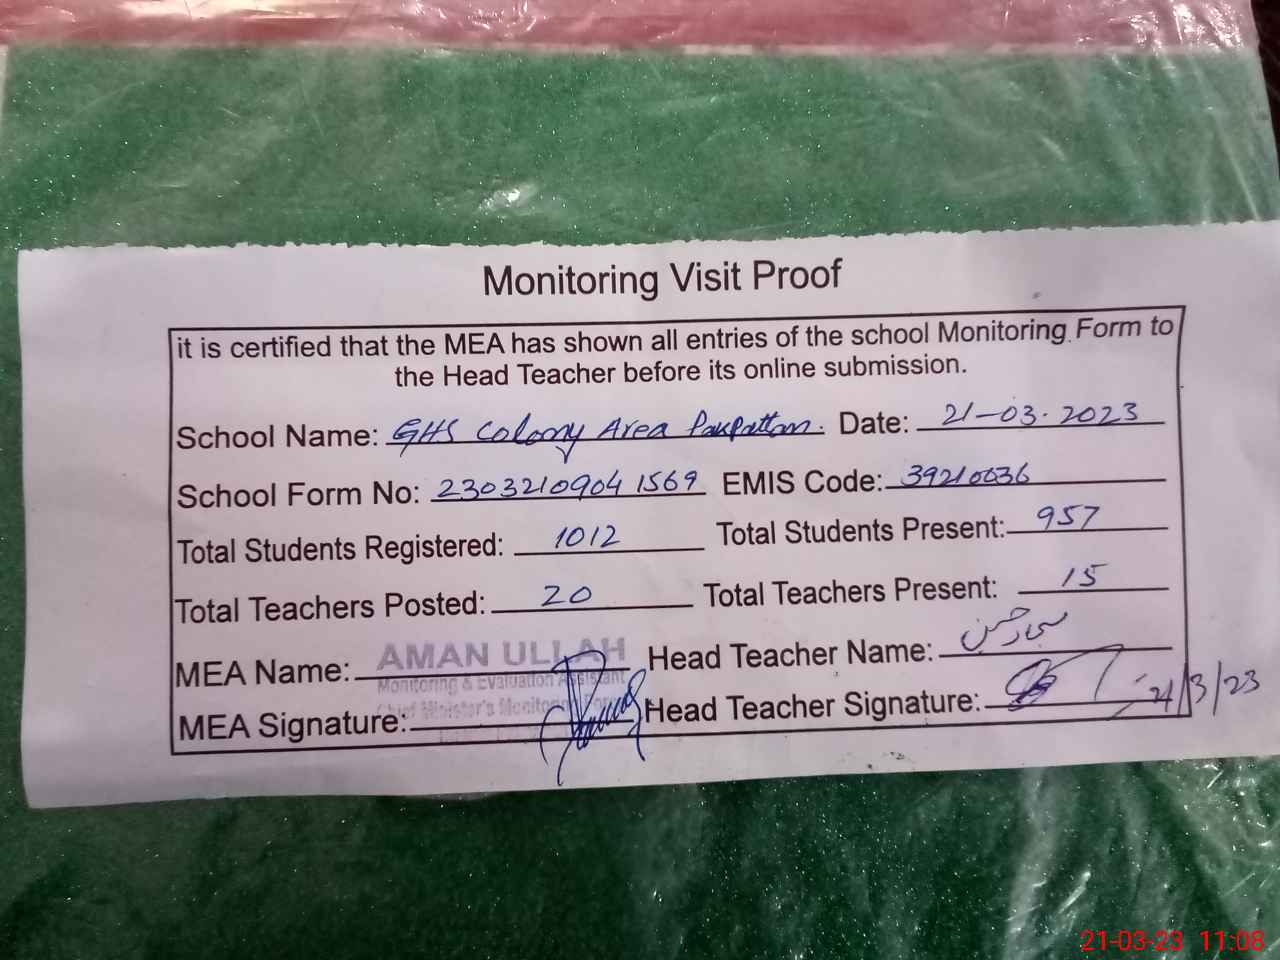 Monitoring Visit Proof
it is certified that the MEA has shown all entries of the school Monitoring Form to
the Head Teacher before its online submission.
School Name: GHS Colony Area Pakpattan. Date: 21-03-2023
School Form No: 23032109041569 EMIS Code: 39210036
Total Students Registered: 1012 Total Students Present: 957
Total Teachers Posted: 20 Total Teachers Present: 15
MEA Name: AMAN ULLAH Head Teacher Name:
Monitoring & Evaluation Assistant
Chief Minister's Monitoring
MEA Signature: Head Teacher Signature: 21/3/23
21-03-23 11:08